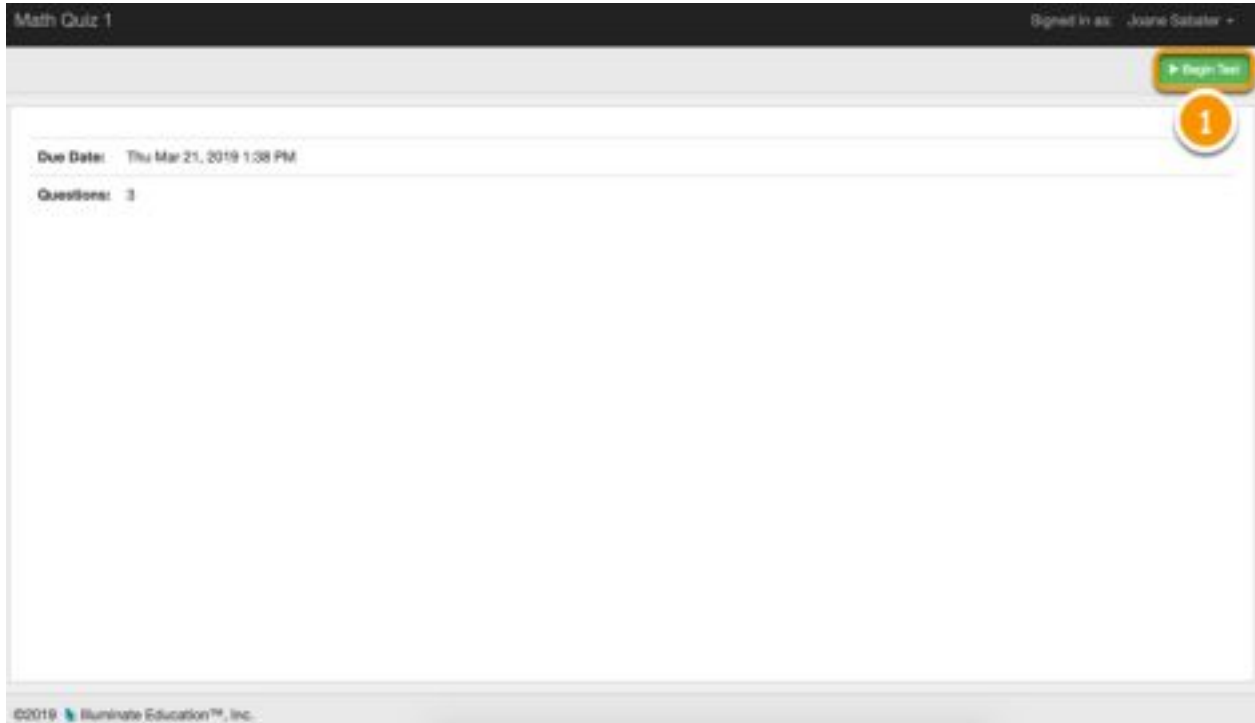 Math Quiz 1
Signed in as: Joane Sabater
Begin Test
1
Due Date: Thu Mar 21, 2019 1:38 PM
Questions: 3
©2019 Illuminate Education™, Inc.